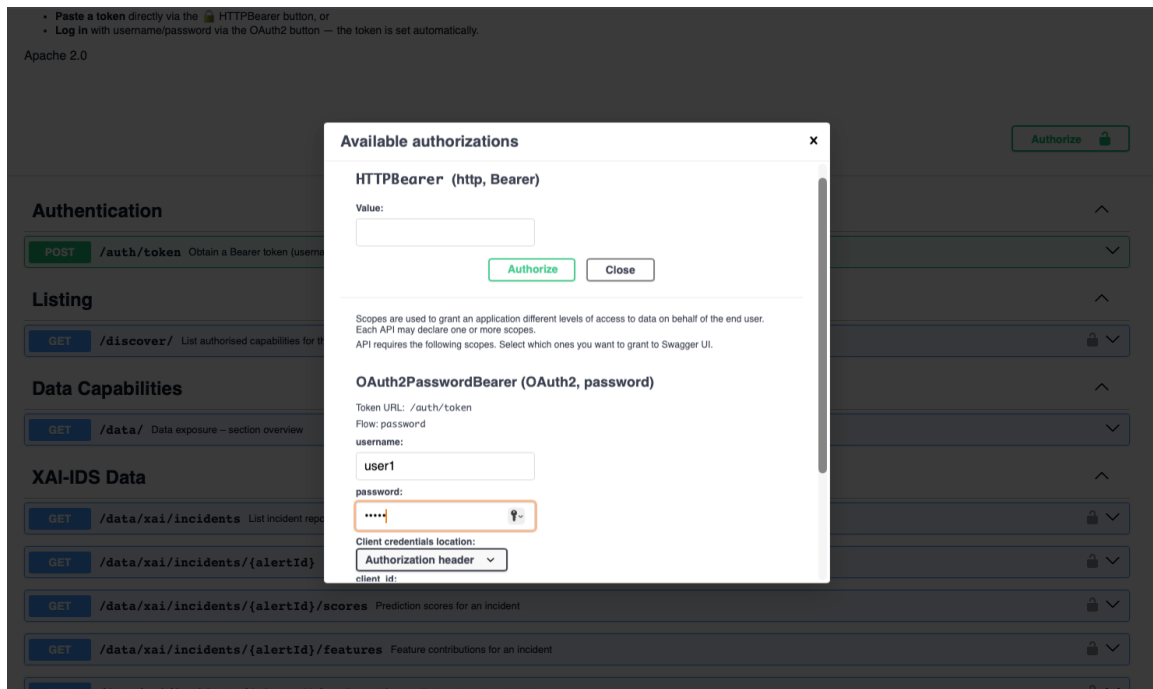 Paste a token directly via the 🔒 HTTPBearer button, or
Log in with username/password via the OAuth2 button — the token is set automatically.
Apache 2.0
Authorize
Available authorizations
x
HTTPBearer (http, Bearer)
Value:
Authorize
Close
Scopes are used to grant an application different levels of access to data on behalf of the end user.
Each API may declare one or more scopes.
API requires the following scopes. Select which ones you want to grant to Swagger UI.
OAuth2PasswordBearer (OAuth2, password)
Token URL: /auth/token
Flow: password
username:
user1
password:
•••••
Client credentials location:
Authorization header
client_id:
Authentication
POST /auth/token Obtain a Bearer token (userna
Listing
GET /discover/ List authorised capabilities for th
Data Capabilities
GET /data/ Data exposure – section overview
XAI-IDS Data
GET /data/xai/incidents List incident repo
GET /data/xai/incidents/{alertId}
GET /data/xai/incidents/{alertId}/scores Prediction scores for an incident
GET /data/xai/incidents/{alertId}/features Feature contributions for an incident